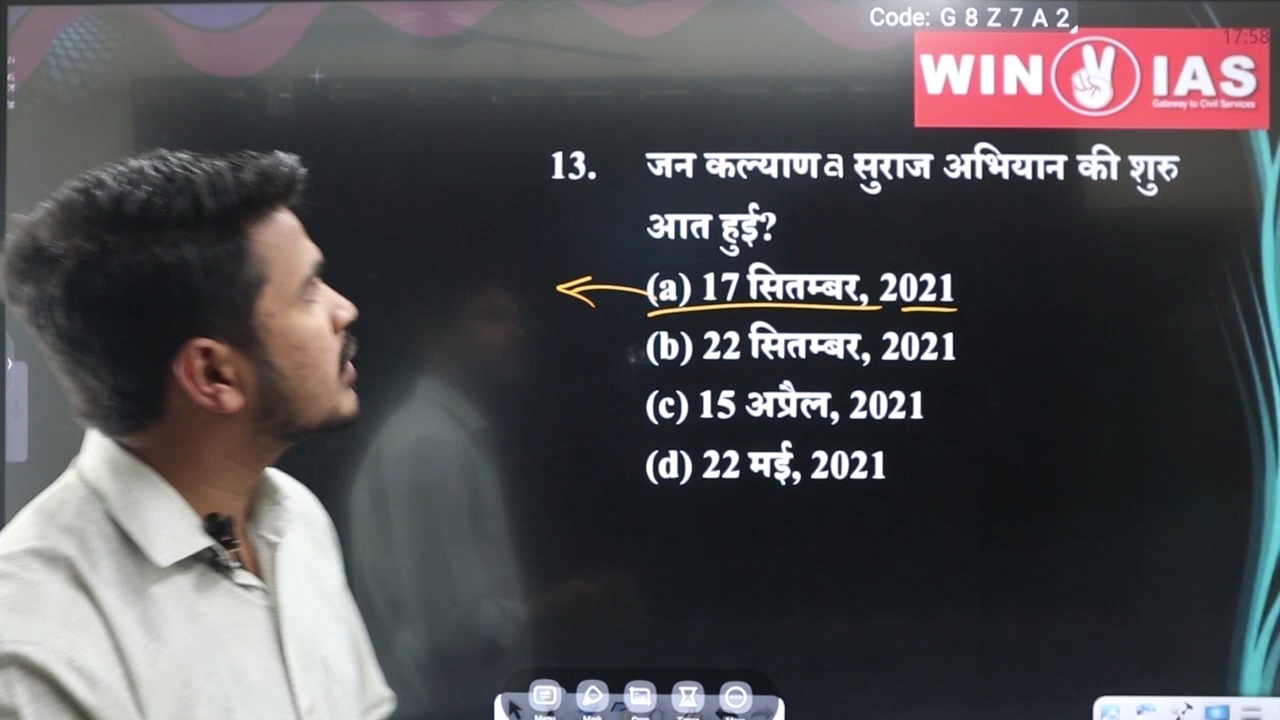 Code: G 8 Z 7 A 2
17:58
WIN IAS
Gateway to Civil Services
13. जन कल्याण व सुराज अभियान की शुरु
आत हुई?
(a) 17 सितम्बर, 2021
(b) 22 सितम्बर, 2021
(c) 15 अप्रैल, 2021
(d) 22 मई, 2021